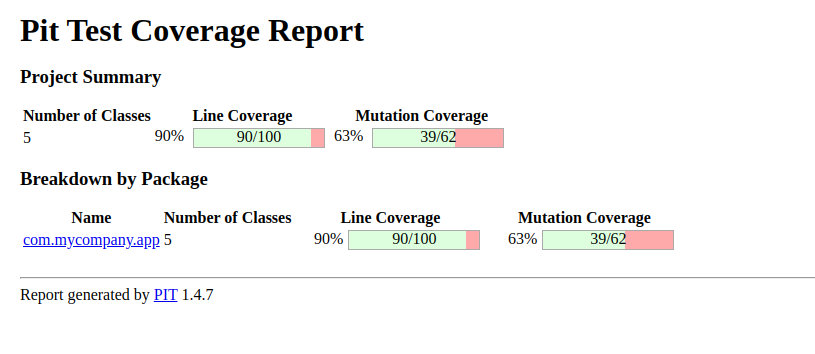 Pit Test Coverage Report
Project Summary
Number of Classes Line Coverage Mutation Coverage
5 90% 90/100 63% 39/62
Breakdown by Package
Name Number of Classes Line Coverage Mutation Coverage
com.mycompany.app 5 90% 90/100 63% 39/62
Report generated by PIT 1.4.7